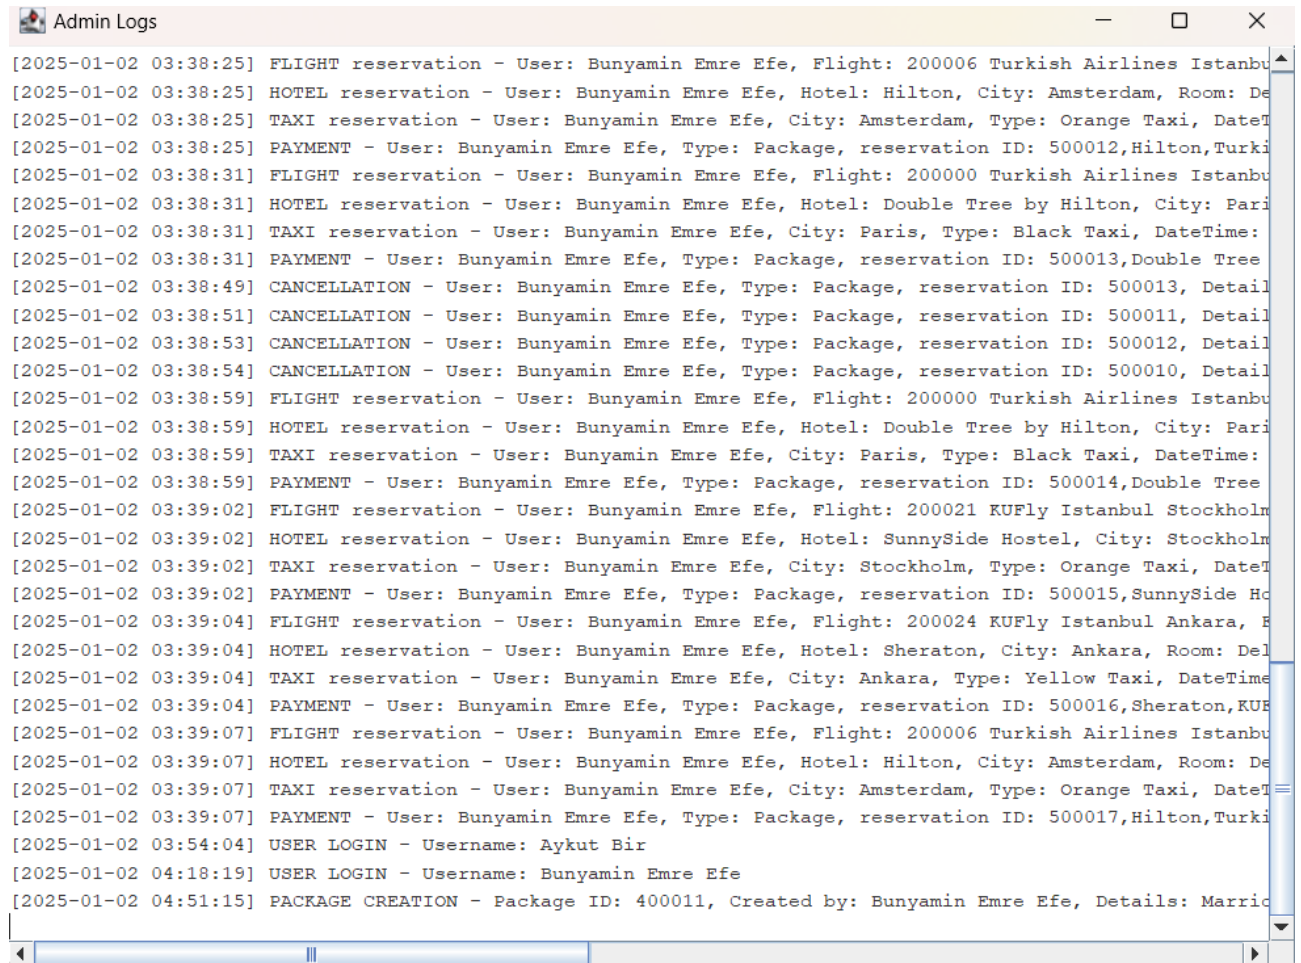 Admin Logs
[2025-01-02 03:38:25] FLIGHT reservation - User: Bunyamin Emre Efe, Flight: 200006 Turkish Airlines Istanbu
[2025-01-02 03:38:25] HOTEL reservation - User: Bunyamin Emre Efe, Hotel: Hilton, City: Amsterdam, Room: De
[2025-01-02 03:38:25] TAXI reservation - User: Bunyamin Emre Efe, City: Amsterdam, Type: Orange Taxi, DateT
[2025-01-02 03:38:25] PAYMENT - User: Bunyamin Emre Efe, Type: Package, reservation ID: 500012,Hilton,Turki
[2025-01-02 03:38:31] FLIGHT reservation - User: Bunyamin Emre Efe, Flight: 200000 Turkish Airlines Istanbu
[2025-01-02 03:38:31] HOTEL reservation - User: Bunyamin Emre Efe, Hotel: Double Tree by Hilton, City: Pari
[2025-01-02 03:38:31] TAXI reservation - User: Bunyamin Emre Efe, City: Paris, Type: Black Taxi, DateTime:
[2025-01-02 03:38:31] PAYMENT - User: Bunyamin Emre Efe, Type: Package, reservation ID: 500013,Double Tree
[2025-01-02 03:38:49] CANCELLATION - User: Bunyamin Emre Efe, Type: Package, reservation ID: 500013, Detail
[2025-01-02 03:38:51] CANCELLATION - User: Bunyamin Emre Efe, Type: Package, reservation ID: 500011, Detail
[2025-01-02 03:38:53] CANCELLATION - User: Bunyamin Emre Efe, Type: Package, reservation ID: 500012, Detail
[2025-01-02 03:38:54] CANCELLATION - User: Bunyamin Emre Efe, Type: Package, reservation ID: 500010, Detail
[2025-01-02 03:38:59] FLIGHT reservation - User: Bunyamin Emre Efe, Flight: 200000 Turkish Airlines Istanbu
[2025-01-02 03:38:59] HOTEL reservation - User: Bunyamin Emre Efe, Hotel: Double Tree by Hilton, City: Pari
[2025-01-02 03:38:59] TAXI reservation - User: Bunyamin Emre Efe, City: Paris, Type: Black Taxi, DateTime:
[2025-01-02 03:38:59] PAYMENT - User: Bunyamin Emre Efe, Type: Package, reservation ID: 500014,Double Tree
[2025-01-02 03:39:02] FLIGHT reservation - User: Bunyamin Emre Efe, Flight: 200021 KUFly Istanbul Stockholm
[2025-01-02 03:39:02] HOTEL reservation - User: Bunyamin Emre Efe, Hotel: SunnySide Hostel, City: Stockholm
[2025-01-02 03:39:02] TAXI reservation - User: Bunyamin Emre Efe, City: Stockholm, Type: Orange Taxi, DateT
[2025-01-02 03:39:02] PAYMENT - User: Bunyamin Emre Efe, Type: Package, reservation ID: 500015,SunnySide Ho
[2025-01-02 03:39:04] FLIGHT reservation - User: Bunyamin Emre Efe, Flight: 200024 KUFly Istanbul Ankara,
[2025-01-02 03:39:04] HOTEL reservation - User: Bunyamin Emre Efe, Hotel: Sheraton, City: Ankara, Room: Del
[2025-01-02 03:39:04] TAXI reservation - User: Bunyamin Emre Efe, City: Ankara, Type: Yellow Taxi, DateTime
[2025-01-02 03:39:04] PAYMENT - User: Bunyamin Emre Efe, Type: Package, reservation ID: 500016,Sheraton,KUF
[2025-01-02 03:39:07] FLIGHT reservation - User: Bunyamin Emre Efe, Flight: 200006 Turkish Airlines Istanbu
[2025-01-02 03:39:07] HOTEL reservation - User: Bunyamin Emre Efe, Hotel: Hilton, City: Amsterdam, Room: De
[2025-01-02 03:39:07] TAXI reservation - User: Bunyamin Emre Efe, City: Amsterdam, Type: Orange Taxi, DateT
[2025-01-02 03:39:07] PAYMENT - User: Bunyamin Emre Efe, Type: Package, reservation ID: 500017,Hilton,Turki
[2025-01-02 03:54:04] USER LOGIN - Username: Aykut Bir
[2025-01-02 04:18:19] USER LOGIN - Username: Bunyamin Emre Efe
[2025-01-02 04:51:15] PACKAGE CREATION - Package ID: 400011, Created by: Bunyamin Emre Efe, Details: Marric